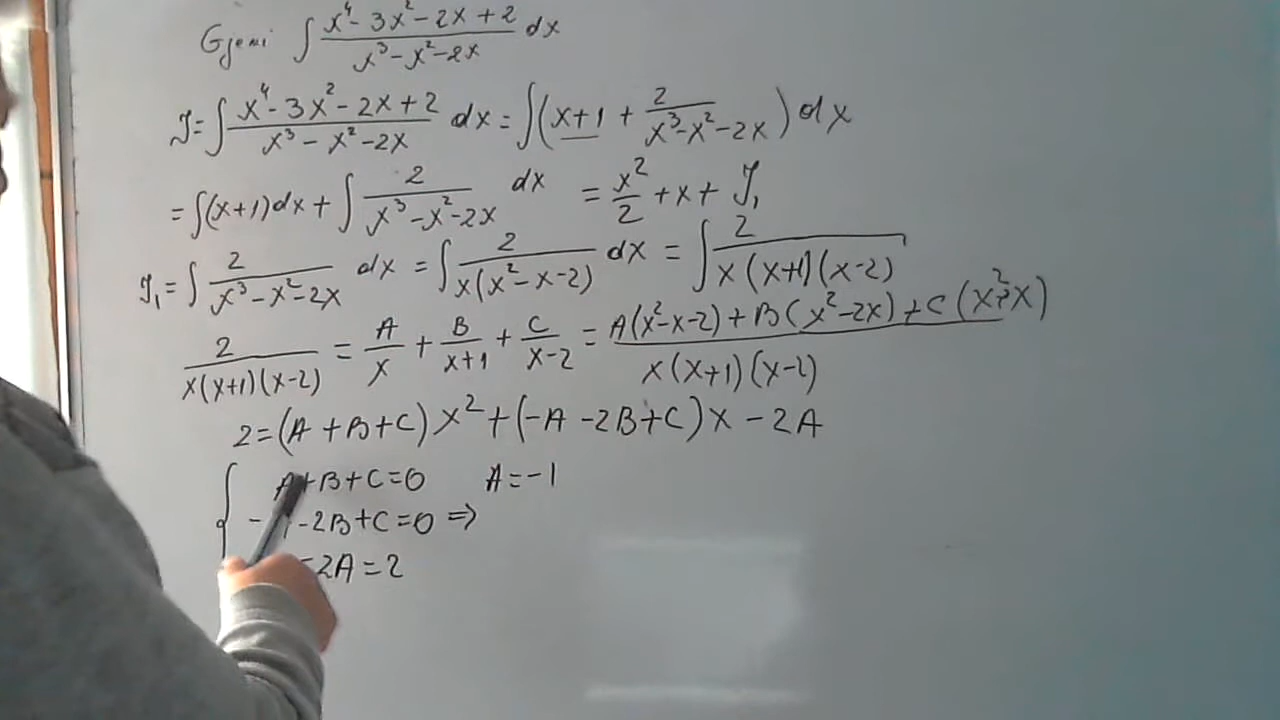 Gjeni ∫ (x⁴ - 3x² - 2x + 2)/(x³ - x² - 2x) dx
J = ∫ (x⁴ - 3x² - 2x + 2)/(x³ - x² - 2x) dx = ∫ (x+1 + 2/(x³ - x² - 2x)) dx
= ∫(x+1)dx + ∫ 2/(x³ - x² - 2x) dx = x²/2 + x + J₁
J₁ = ∫ 2/(x³ - x² - 2x) dx = ∫ 2/(x(x² - x - 2)) dx = ∫ 2/(x(x+1)(x-2))
2/(x(x+1)(x-2)) = A/x + B/(x+1) + C/(x-2) = (A(x²-x-2) + B(x²-2x) + C(x²+x))/(x(x+1)(x-2))
2 = (A+B+C)x² + (-A-2B+C)x - 2A
{ A+B+C=0 A=-1
- -2B+C=0 ⇒
-2A=2